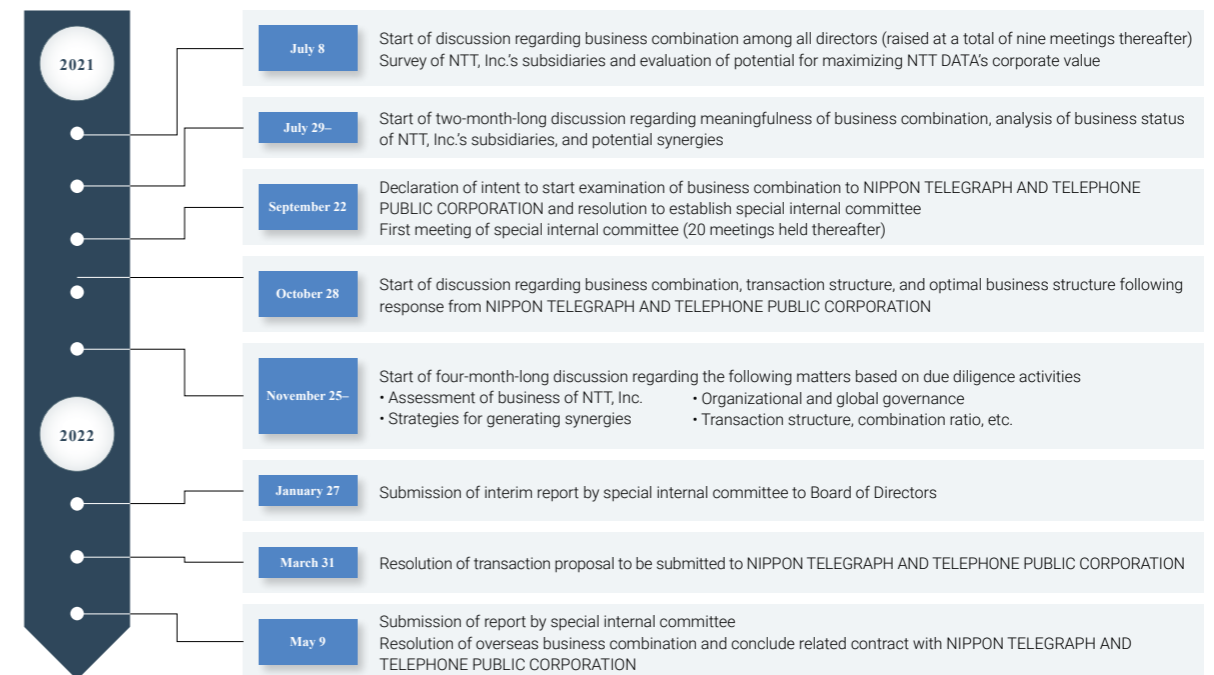 2021
July 8
Start of discussion regarding business combination among all directors (raised at a total of nine meetings thereafter)
Survey of NTT, Inc.'s subsidiaries and evaluation of potential for maximizing NTT DATA's corporate value
July 29–
Start of two-month-long discussion regarding meaningfulness of business combination, analysis of business status
of NTT, Inc.'s subsidiaries, and potential synergies
September 22
Declaration of intent to start examination of business combination to NIPPON TELEGRAPH AND TELEPHONE
PUBLIC CORPORATION and resolution to establish special internal committee
First meeting of special internal committee (20 meetings held thereafter)
October 28
Start of discussion regarding business combination, transaction structure, and optimal business structure following
response from NIPPON TELEGRAPH AND TELEPHONE PUBLIC CORPORATION
November 25–
Start of four-month-long discussion regarding the following matters based on due diligence activities
• Assessment of business of NTT, Inc.
• Strategies for generating synergies
• Organizational and global governance
• Transaction structure, combination ratio, etc.
2022
January 27
Submission of interim report by special internal committee to Board of Directors
March 31
Resolution of transaction proposal to be submitted to NIPPON TELEGRAPH AND TELEPHONE PUBLIC CORPORATION
May 9
Submission of report by special internal committee
Resolution of overseas business combination and conclude related contract with NIPPON TELEGRAPH AND
TELEPHONE PUBLIC CORPORATION